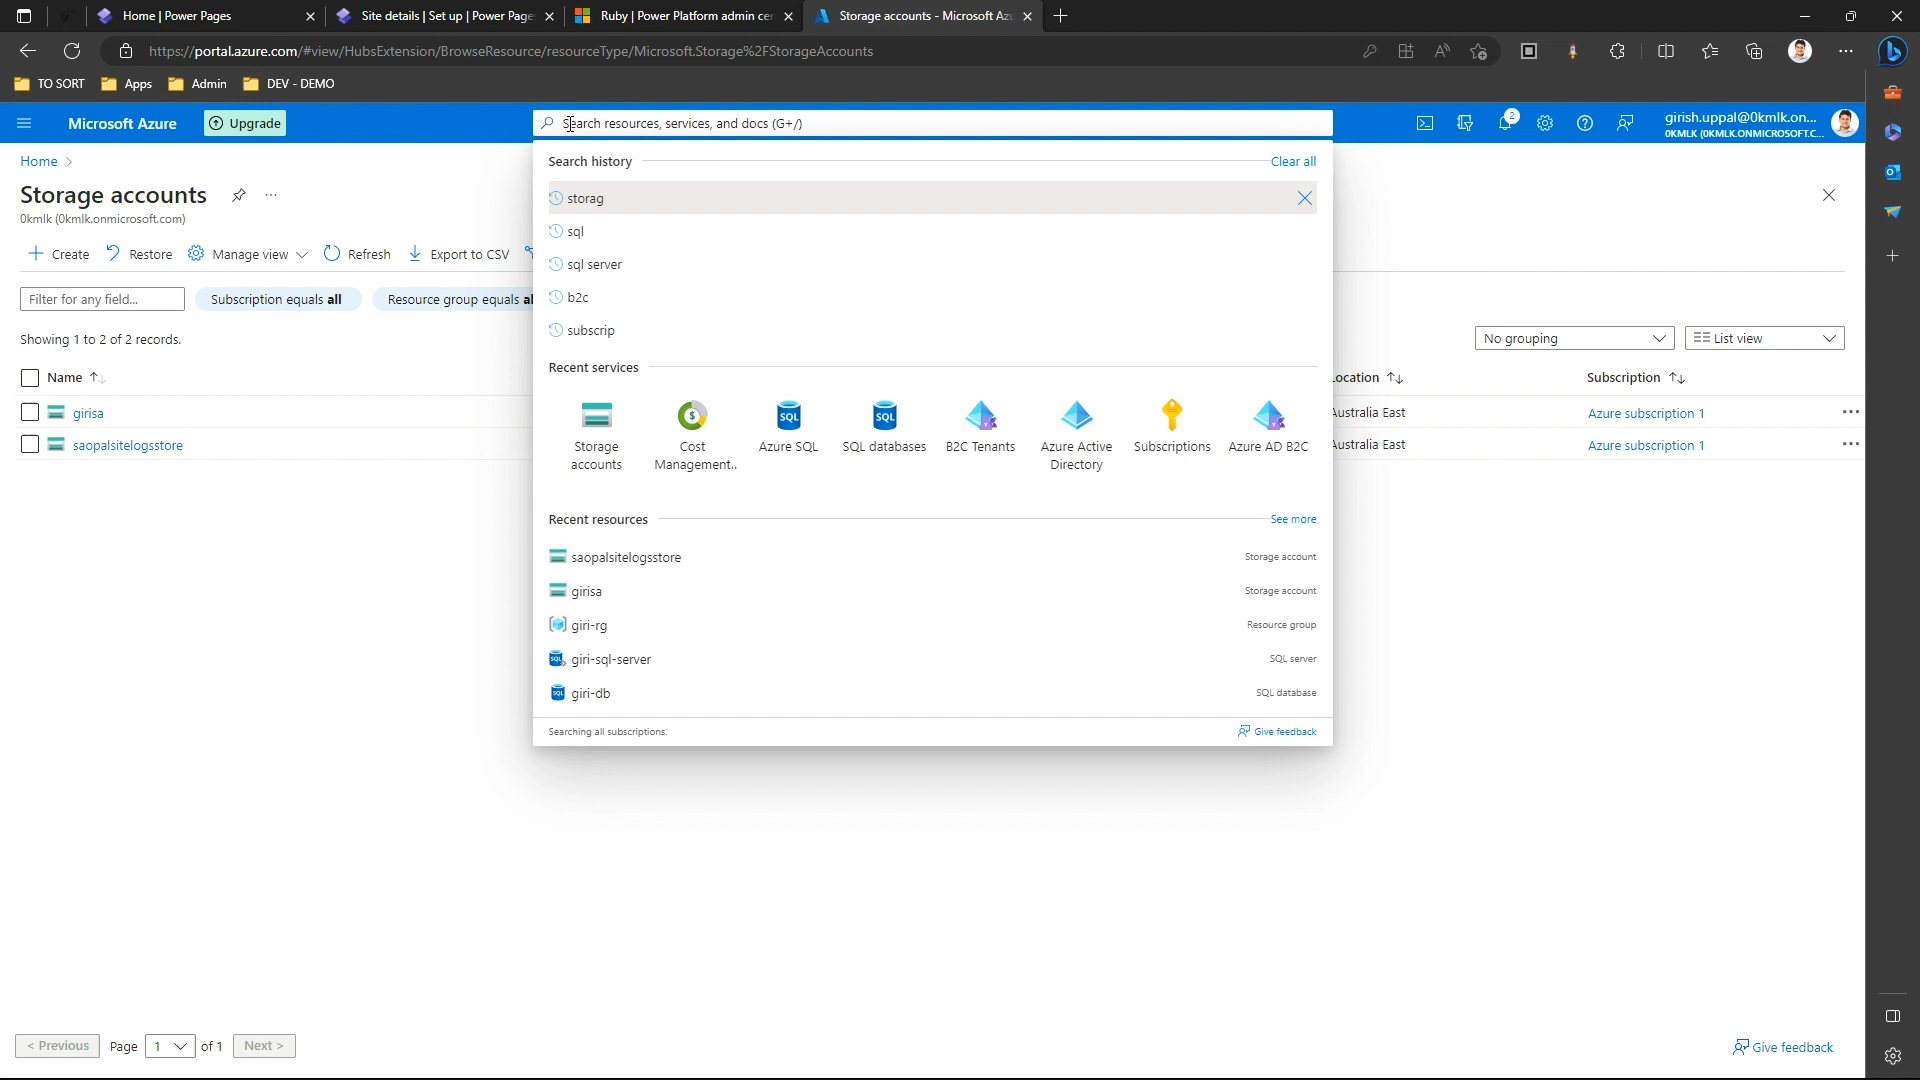 Home | Power Pages
Site details | Set up | Power Page
Ruby | Power Platform admin cen
Storage accounts - Microsoft Azu
https://portal.azure.com/#view/HubsExtension/BrowseResource/resourceType/Microsoft.Storage%2FStorageAccounts
TO SORT
Apps
Admin
DEV - DEMO
Microsoft Azure
Upgrade
Search resources, services, and docs (G+/)
2
girish.uppal@0kmlk.on...
0KMLK (0KMLK.ONMICROSOFT.C...
Home >
Storage accounts
0kmlk (0kmlk.onmicrosoft.com)
Create
Restore
Manage view
Refresh
Export to CSV
Filter for any field...
Subscription equals all
Resource group equals al
Showing 1 to 2 of 2 records.
No grouping
List view
Name
Location
Subscription
girisa
Australia East
Azure subscription 1
saopalsitelogsstore
Australia East
Azure subscription 1
Search history
Clear all
storag
sql
sql server
b2c
subscrip
Recent services
Storage accounts
Cost Management..
Azure SQL
SQL databases
B2C Tenants
Azure Active Directory
Subscriptions
Azure AD B2C
Recent resources
See more
saopalsitelogsstore
Storage account
girisa
Storage account
giri-rg
Resource group
giri-sql-server
SQL server
giri-db
SQL database
Searching all subscriptions.
Give feedback
< Previous
Page
1
of 1
Next >
Give feedback